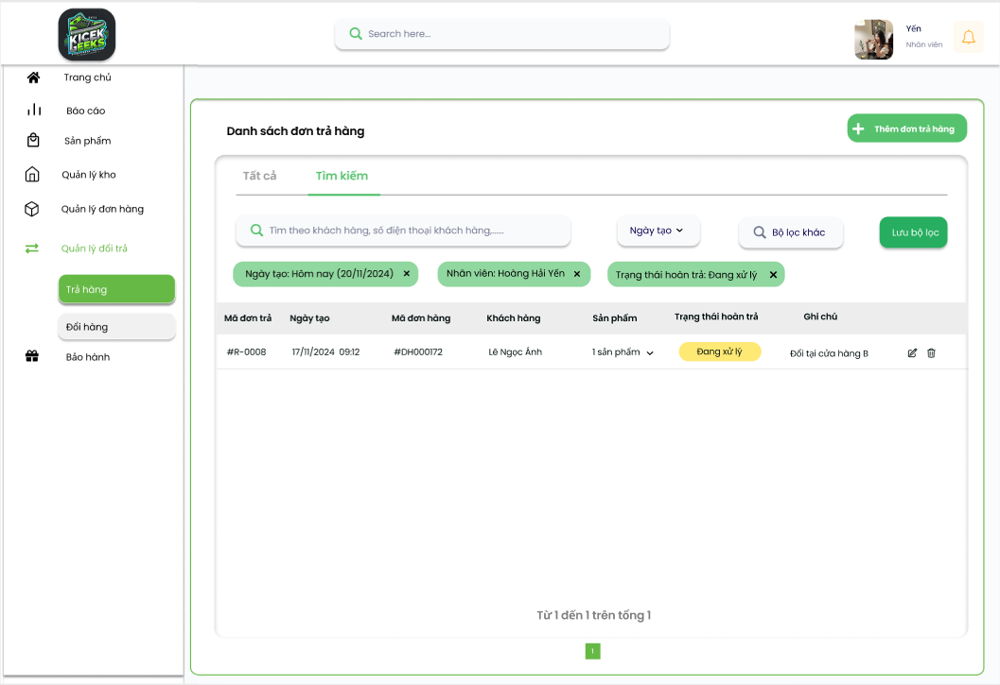 KICEK
GEEKS
Search here...
Yến
Nhân viên
Trang chủ
Báo cáo
Sản phẩm
Quản lý kho
Quản lý đơn hàng
Quản lý đổi trả
Trả hàng
Đổi hàng
Bảo hành
Danh sách đơn trả hàng
Thêm đơn trả hàng
Tất cả
Tìm kiếm
Tìm theo khách hàng, số điện thoại khách hàng,......
Ngày tạo
Bộ lọc khác
Lưu bộ lọc
Ngày tạo: Hôm nay (20/11/2024) ×
Nhân viên: Hoàng Hải Yến ×
Trạng thái hoàn trả: Đang xử lý ×
Mã đơn trả Ngày tạo Mã đơn hàng Khách hàng Sản phẩm Trạng thái hoàn trả Ghi chú
#R-0008 17/11/2024 09:12 #DH000172 Lê Ngọc Ánh 1 sản phẩm Đang xử lý Đổi tại cửa hàng B
Từ 1 đến 1 trên tổng 1
1